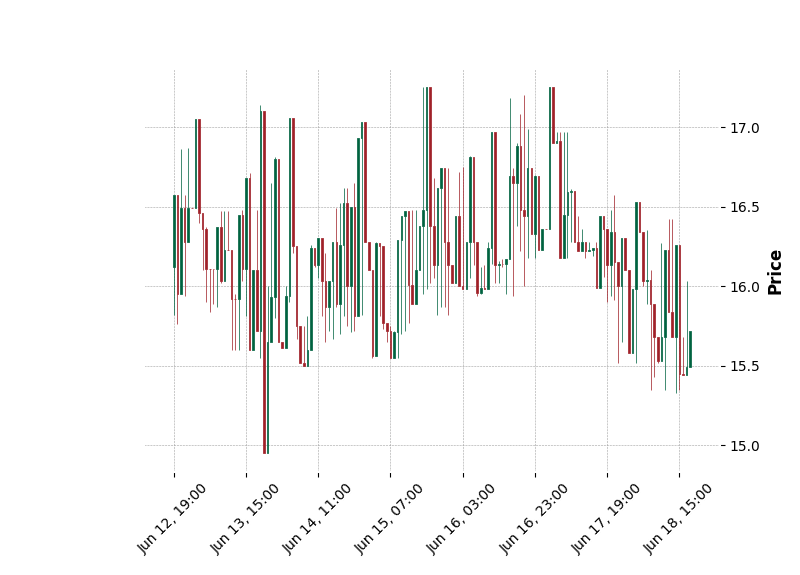 17.0
16.5
16.0
15.5
15.0
Price
Jun 12, 19:00
Jun 13, 15:00
Jun 14, 11:00
Jun 15, 07:00
Jun 16, 03:00
Jun 16, 23:00
Jun 17, 19:00
Jun 18, 15:00